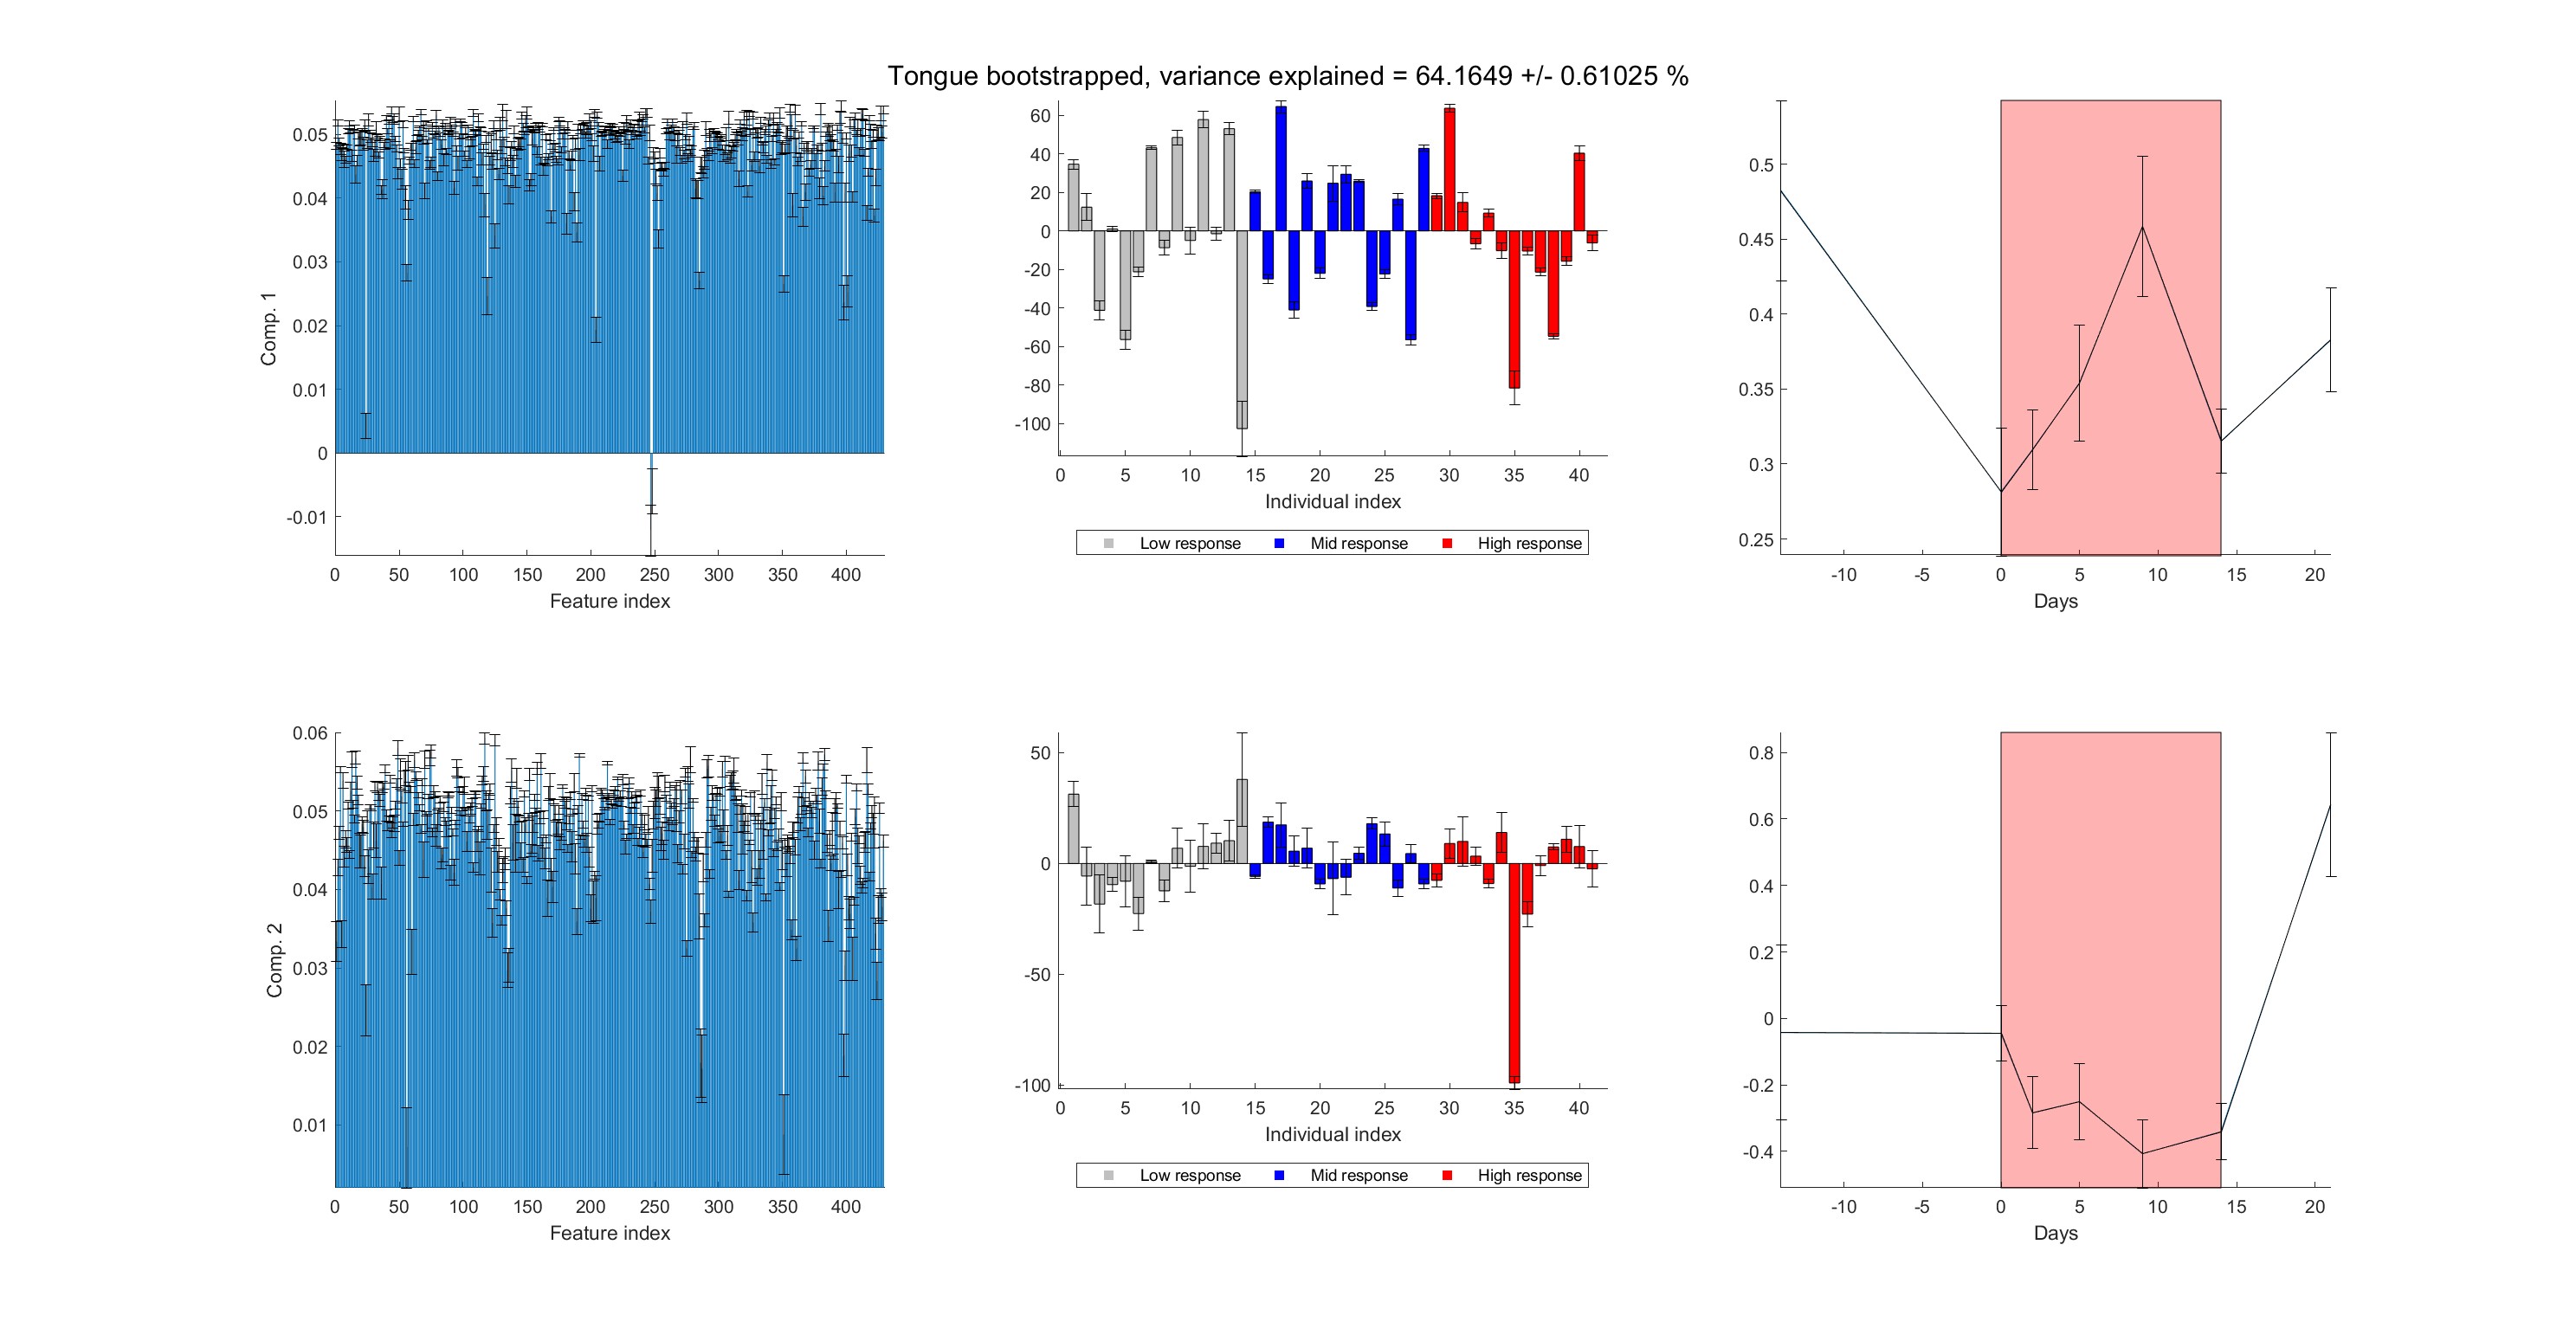 Tongue bootstrapped, variance explained = 64.1649 +/- 0.61025 %
Comp. 1
0.05
0.04
0.03
0.02
0.01
0
-0.01
0 50 100 150 200 250 300 350 400
Feature index
60
40
20
0
-20
-40
-60
-80
-100
0 5 10 15 20 25 30 35 40
Individual index
Low response Mid response High response
0.5
0.45
0.4
0.35
0.3
0.25
-10 -5 0 5 10 15 20
Days
Comp. 2
0.06
0.05
0.04
0.03
0.02
0.01
0 50 100 150 200 250 300 350 400
Feature index
50
0
-50
-100
0 5 10 15 20 25 30 35 40
Individual index
Low response Mid response High response
0.8
0.6
0.4
0.2
0
-0.2
-0.4
-10 -5 0 5 10 15 20
Days